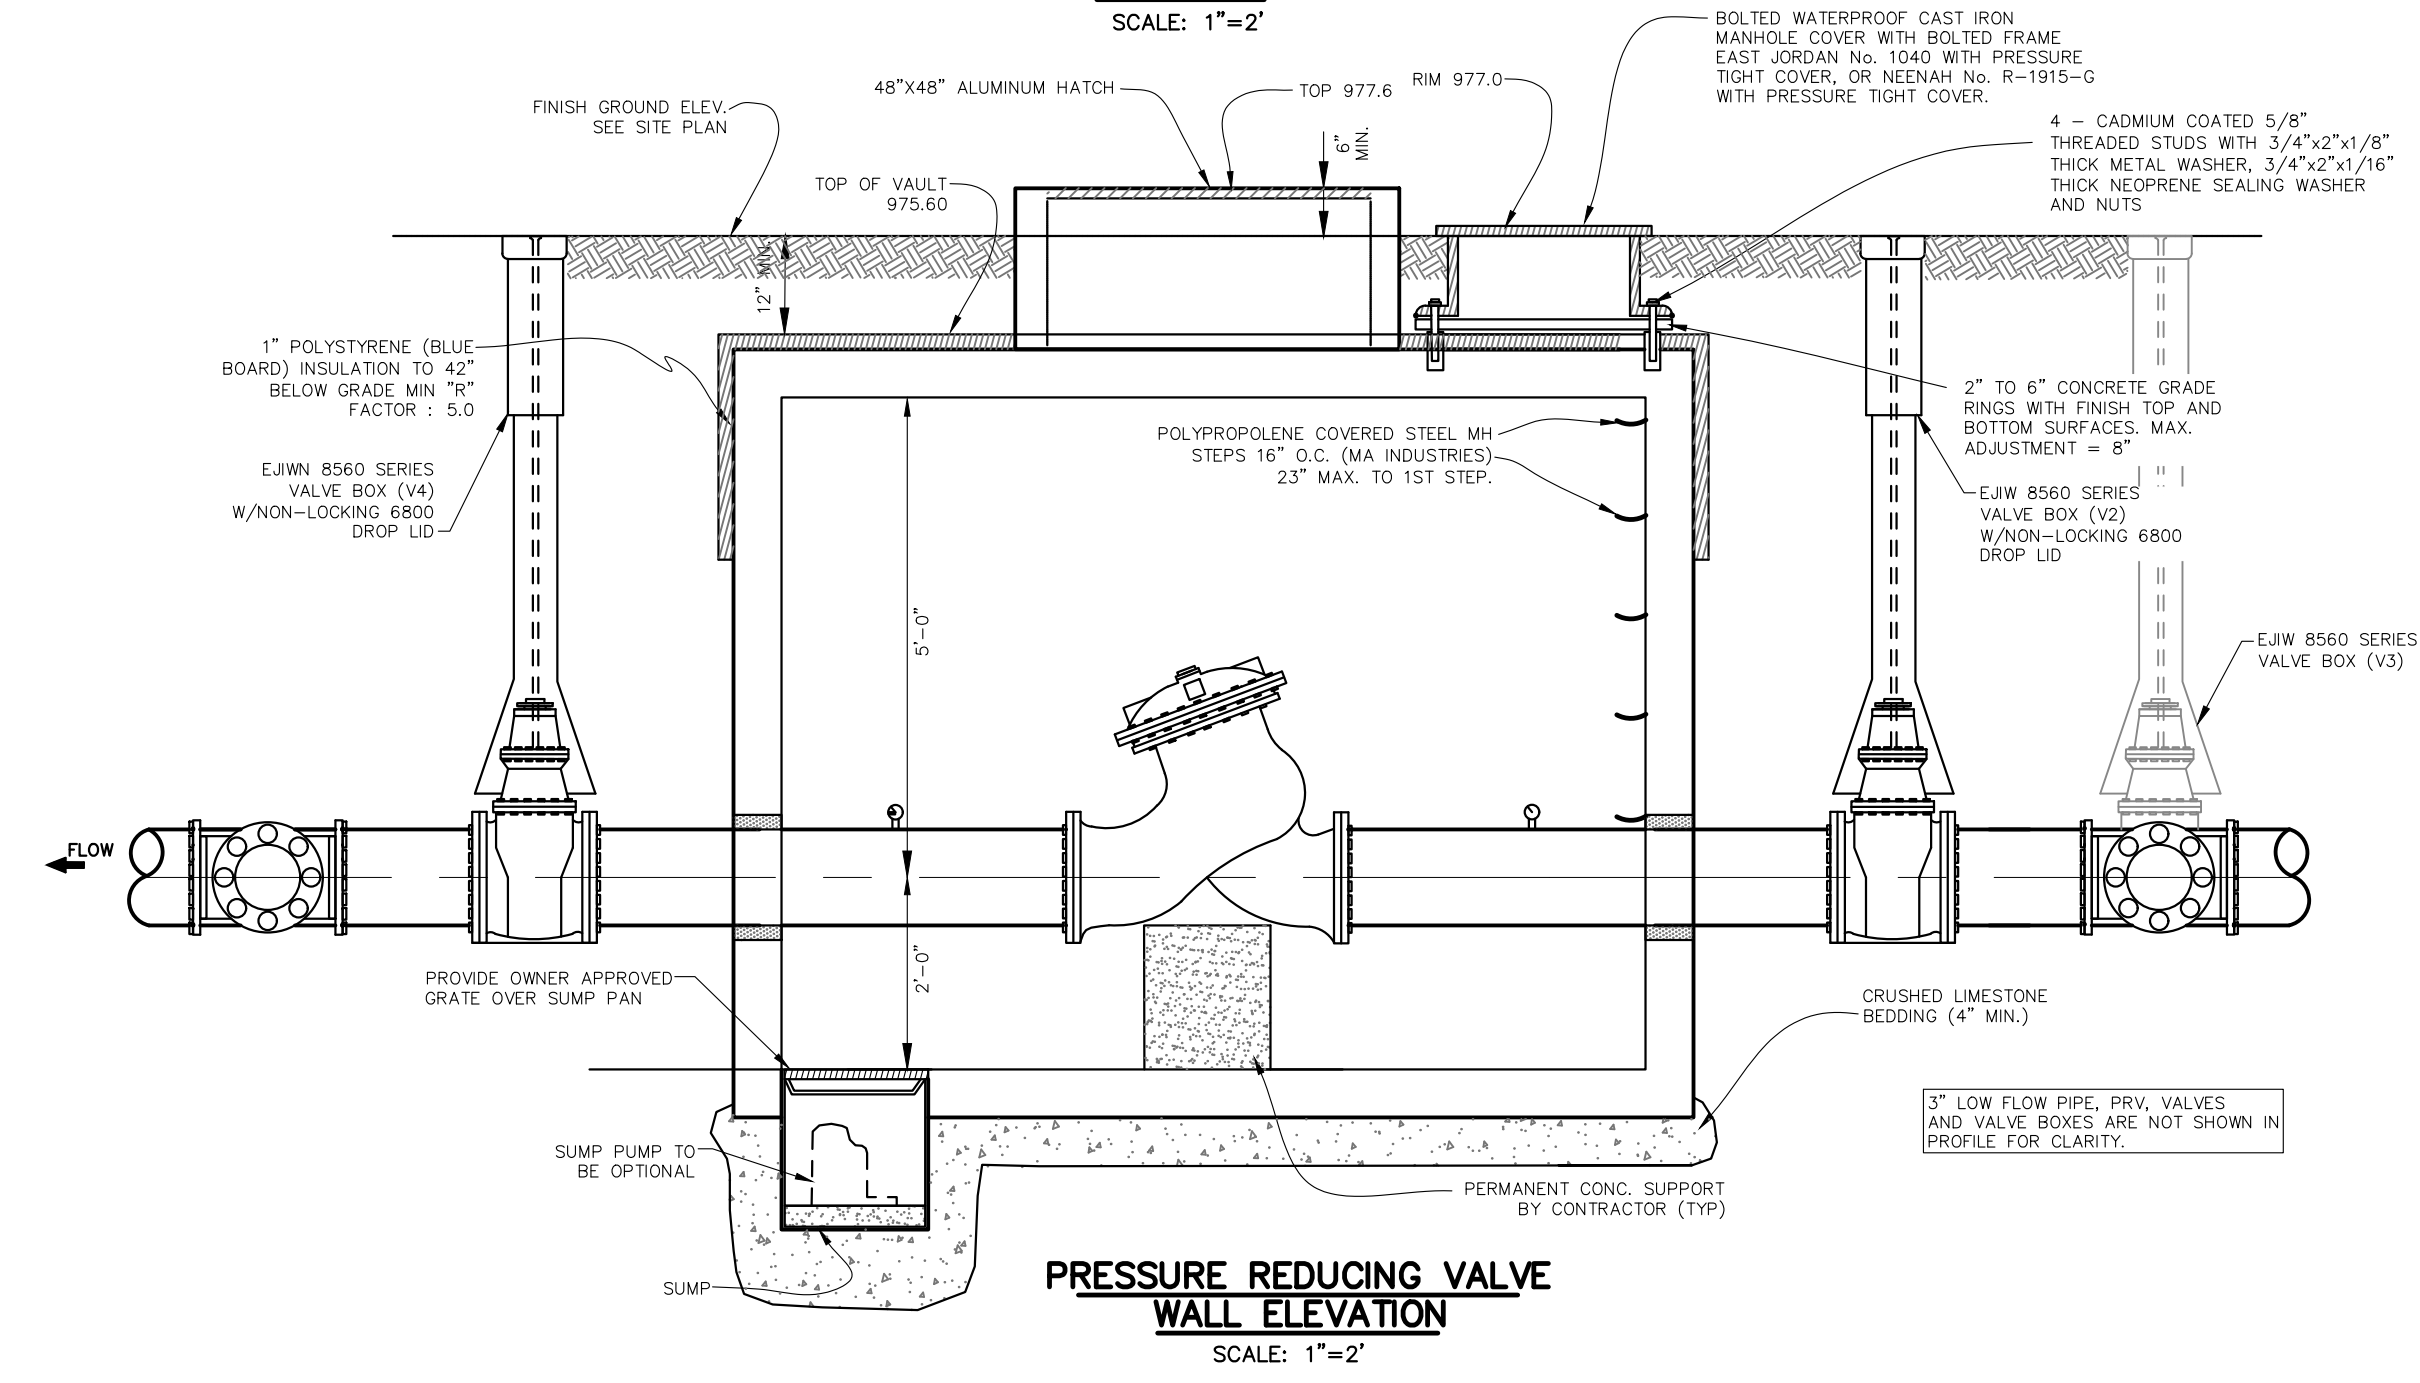 SCALE: 1"=2'
BOLTED WATERPROOF CAST IRON
MANHOLE COVER WITH BOLTED FRAME
EAST JORDAN No. 1040 WITH PRESSURE
TIGHT COVER, OR NEENAH No. R-1915-G
WITH PRESSURE TIGHT COVER.
48"X48" ALUMINUM HATCH
TOP 977.6
RIM 977.0
FINISH GROUND ELEV.
SEE SITE PLAN
6"
MIN.
4 - CADMIUM COATED 5/8"
THREADED STUDS WITH 3/4"x2"x1/8"
THICK METAL WASHER, 3/4"x2"x1/16"
THICK NEOPRENE SEALING WASHER
AND NUTS
TOP OF VAULT
975.60
12" MIN.
1" POLYSTYRENE (BLUE
BOARD) INSULATION TO 42"
BELOW GRADE MIN "R"
FACTOR : 5.0
2" TO 6" CONCRETE GRADE
RINGS WITH FINISH TOP AND
BOTTOM SURFACES. MAX.
ADJUSTMENT = 8"
POLYPROPOLENE COVERED STEEL MH
STEPS 16" O.C. (MA INDUSTRIES)
23" MAX. TO 1ST STEP.
EJIWN 8560 SERIES
VALVE BOX (V4)
W/NON-LOCKING 6800
DROP LID
EJIW 8560 SERIES
VALVE BOX (V2)
W/NON-LOCKING 6800
DROP LID
5'-0"
EJIW 8560 SERIES
VALVE BOX (V3)
FLOW
2'-0"
PROVIDE OWNER APPROVED
GRATE OVER SUMP PAN
CRUSHED LIMESTONE
BEDDING (4" MIN.)
3" LOW FLOW PIPE, PRV, VALVES
AND VALVE BOXES ARE NOT SHOWN IN
PROFILE FOR CLARITY.
SUMP PUMP TO
BE OPTIONAL
PERMANENT CONC. SUPPORT
BY CONTRACTOR (TYP)
SUMP
PRESSURE REDUCING VALVE
WALL ELEVATION
SCALE: 1"=2'